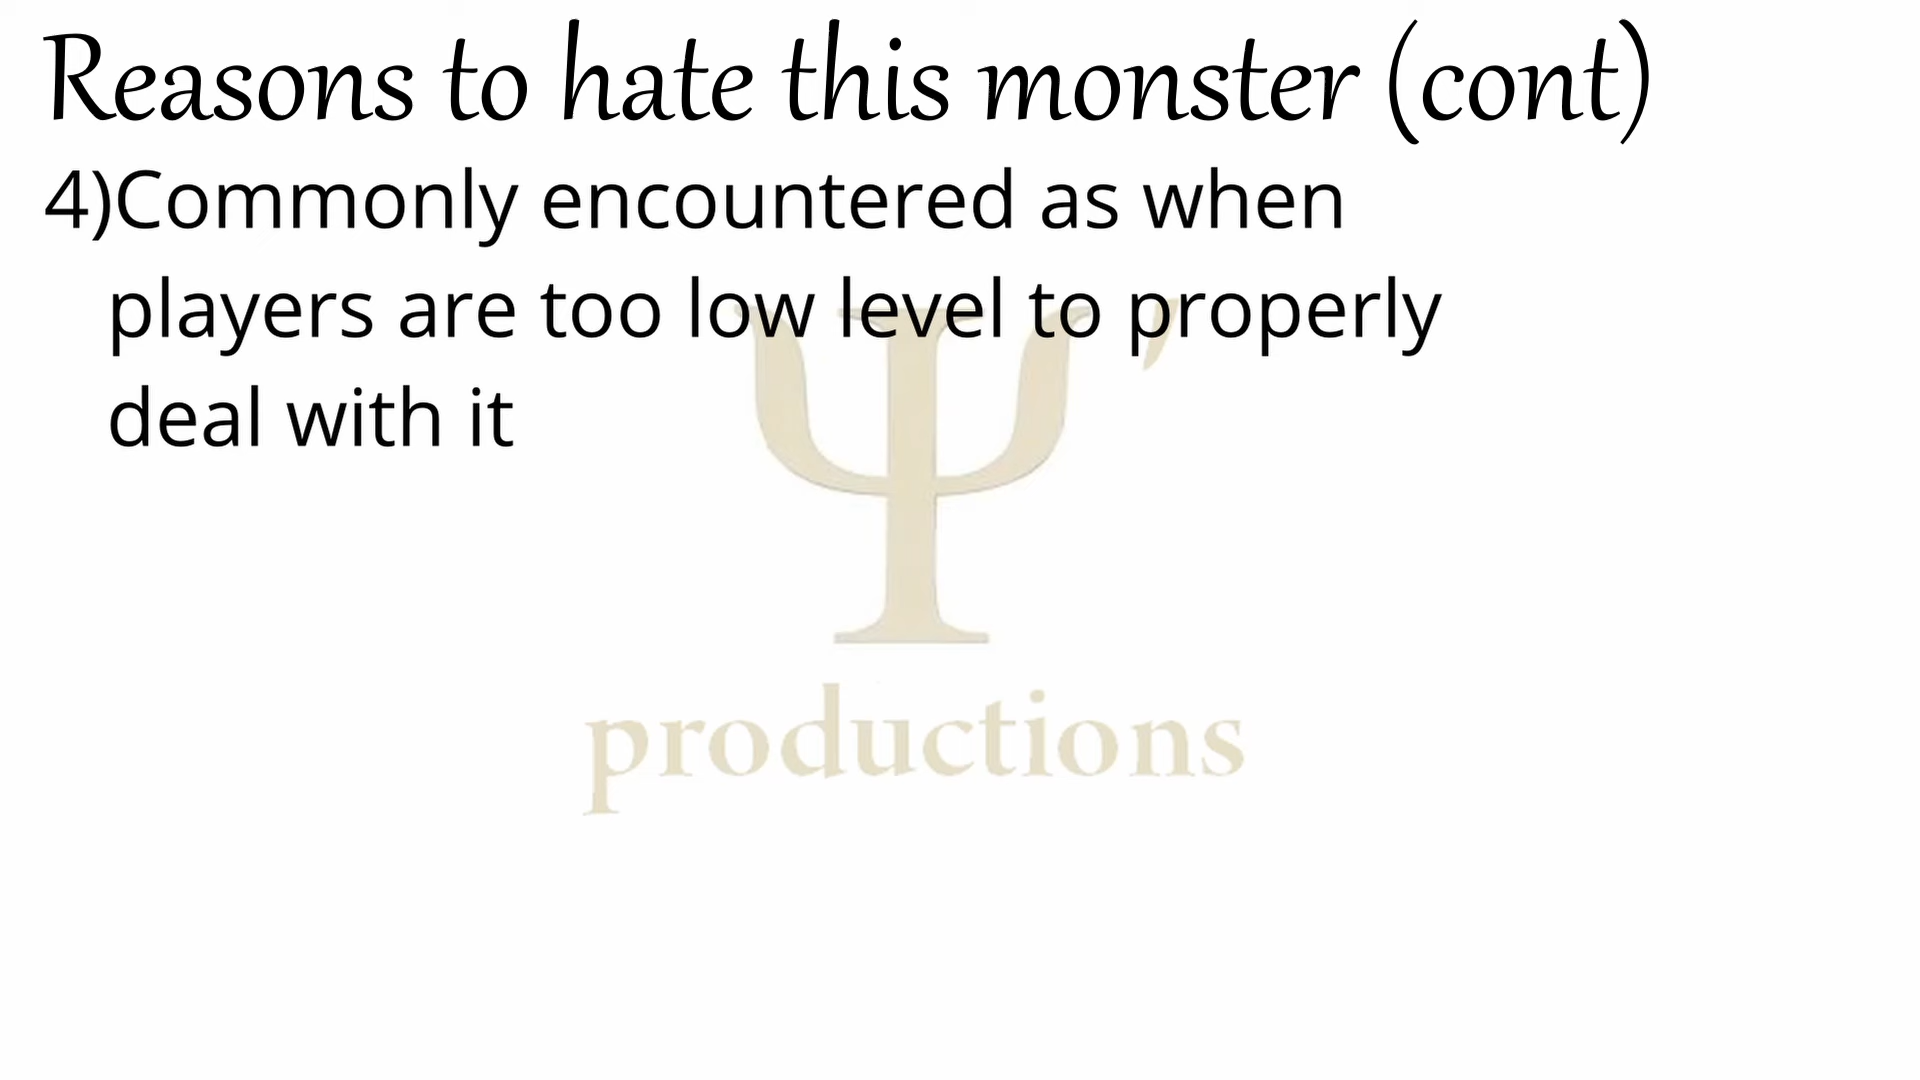 Reasons to hate this monster (cont)
4)Commonly encountered as when
players are too low level to properly
deal with it
Ψ’
productions